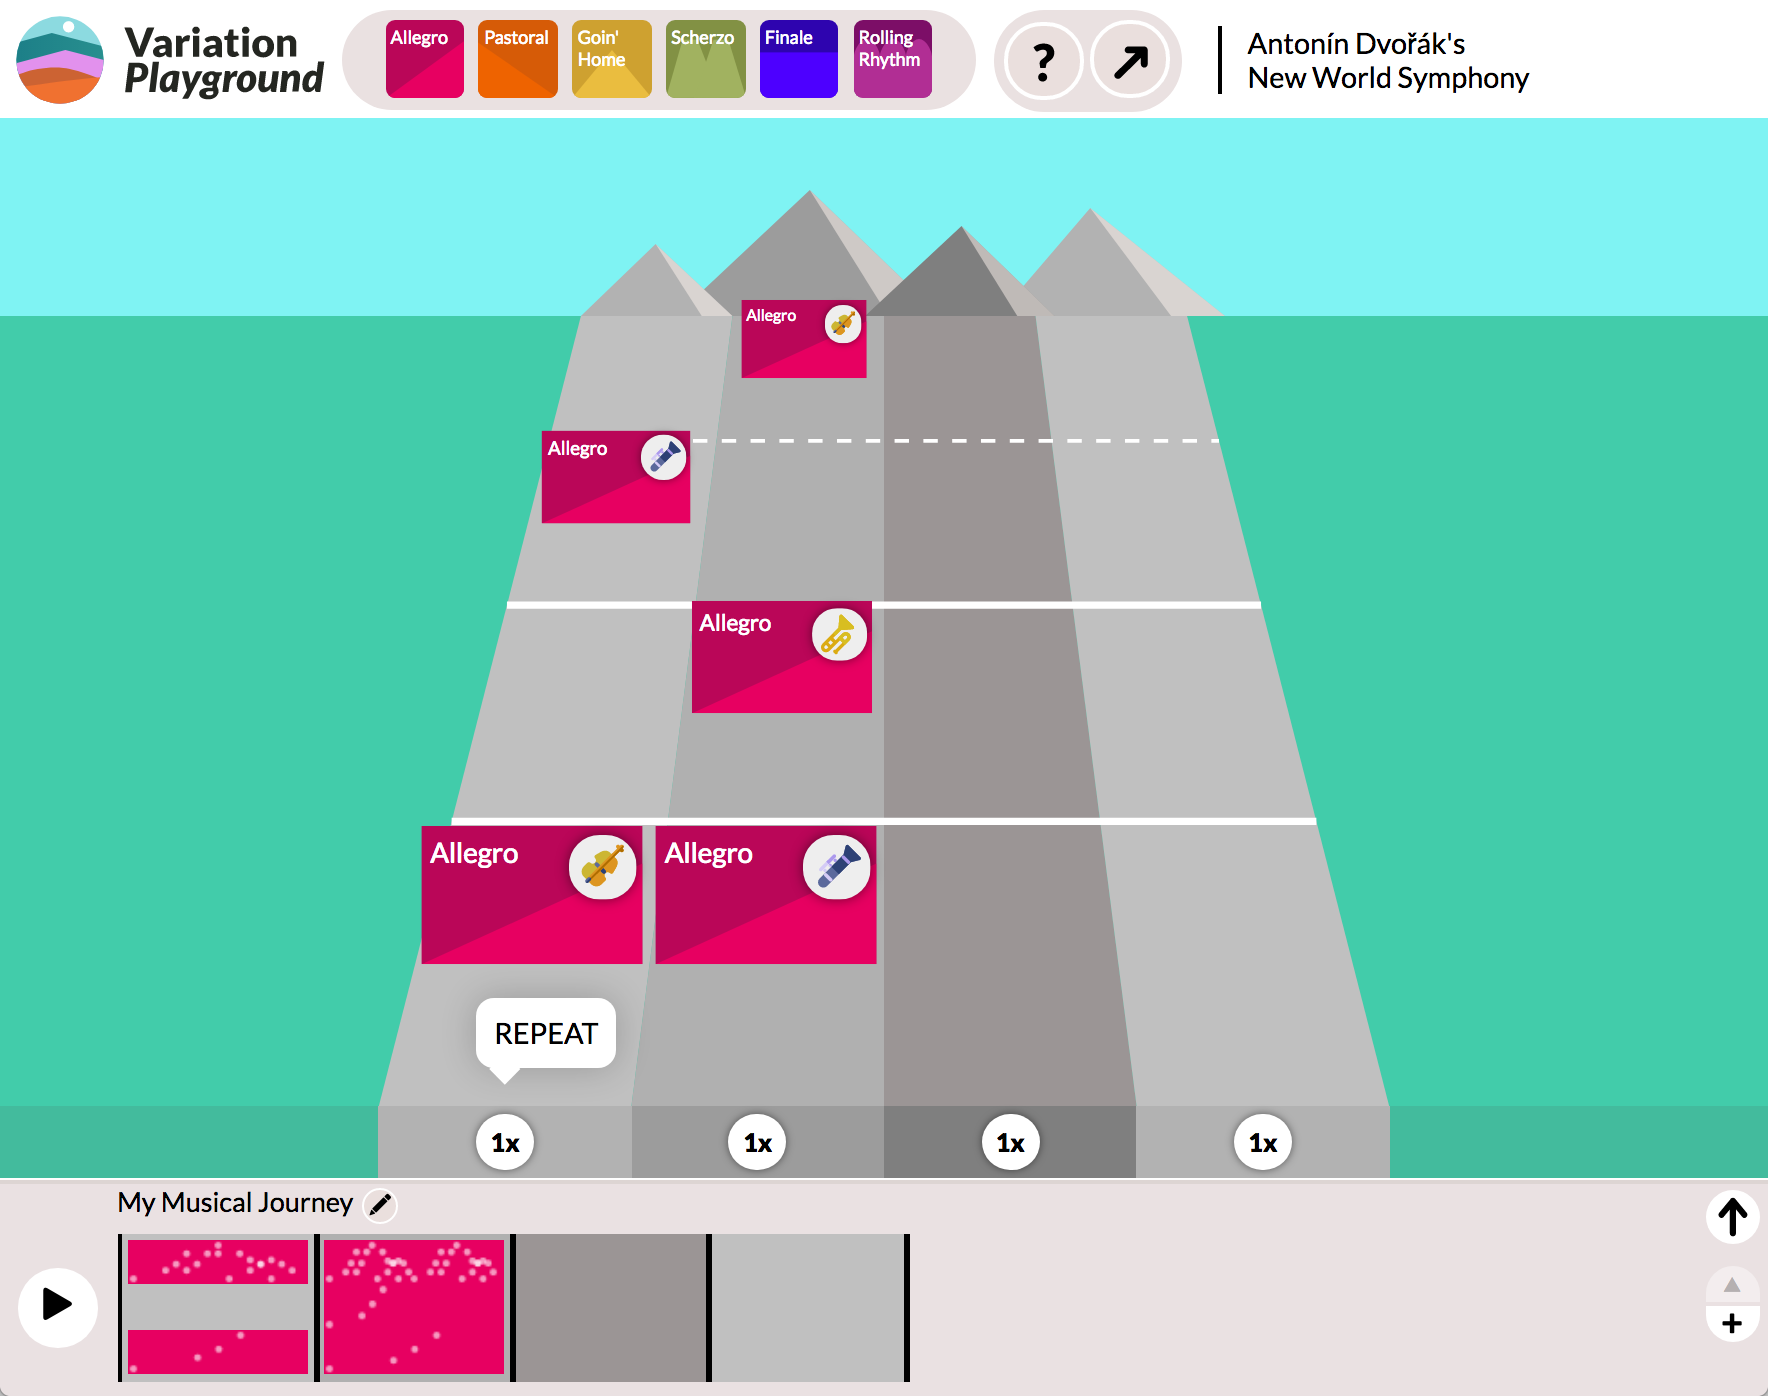 Variation
Playground
Allegro
Pastoral
Goin'
Home
Scherzo
Finale
Rolling
Rhythm
?
Antonín Dvořák's
New World Symphony
Allegro
Allegro
Allegro
Allegro
Allegro
REPEAT
1x
1x
1x
1x
My Musical Journey
+